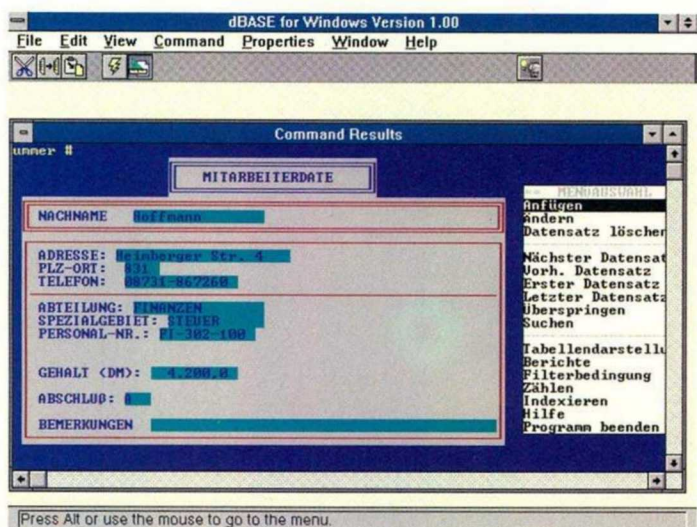 dBASE for Windows Version 1.00
File Edit View Command Properties Window Help
Command Results
ummer #
MITARBEITERDATE
NACHNAME Hoffmann
ADRESSE: Heimberger Str. 4
PLZ-ORT: 831
TELEFON: 08731-867260
ABTEILUNG: FINANZEN
SPEZIALGEBIET: STEUER
PERSONAL-NR.: PI-302-100
GEHALT (DM): 4.200,0
ABSCHLUß:
BEMERKUNGEN
MENÜAUSWAHL
Anfügen
Ändern
Datensatz löschen
Nächster Datensat
Vorh. Datensatz
Erster Datensatz
Letzter Datensatz
Überspringen
Suchen
Tabellendarstellu
Berichte
Filterbedingung
Zählen
Indexieren
Hilfe
Programm beenden
Press Alt or use the mouse to go to the menu.